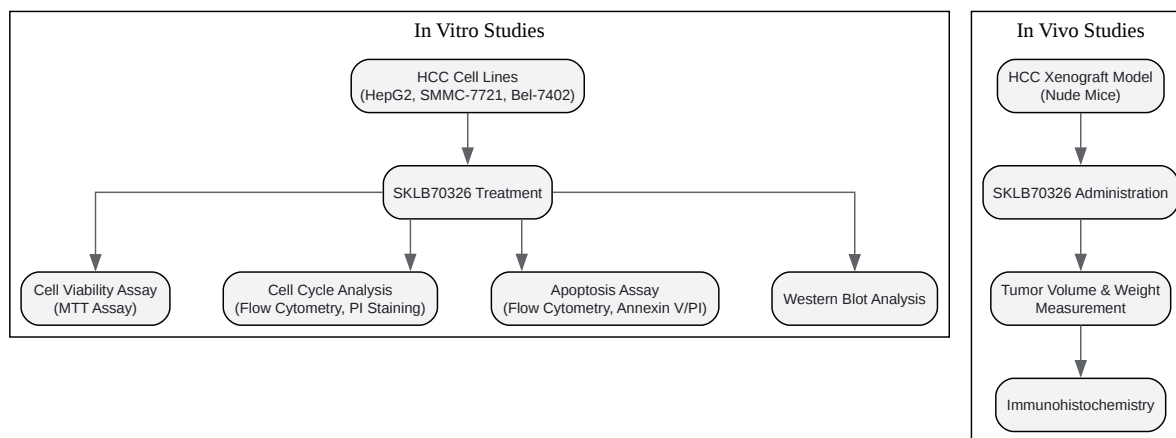 In Vitro Studies
HCC Cell Lines
(HepG2, SMMC-7721, Bel-7402)
SKLB70326 Treatment
Cell Viability Assay
(MTT Assay)
Cell Cycle Analysis
(Flow Cytometry, PI Staining)
Apoptosis Assay
(Flow Cytometry, Annexin V/PI)
Western Blot Analysis
In Vivo Studies
HCC Xenograft Model
(Nude Mice)
SKLB70326 Administration
Tumor Volume & Weight
Measurement
Immunohistochemistry